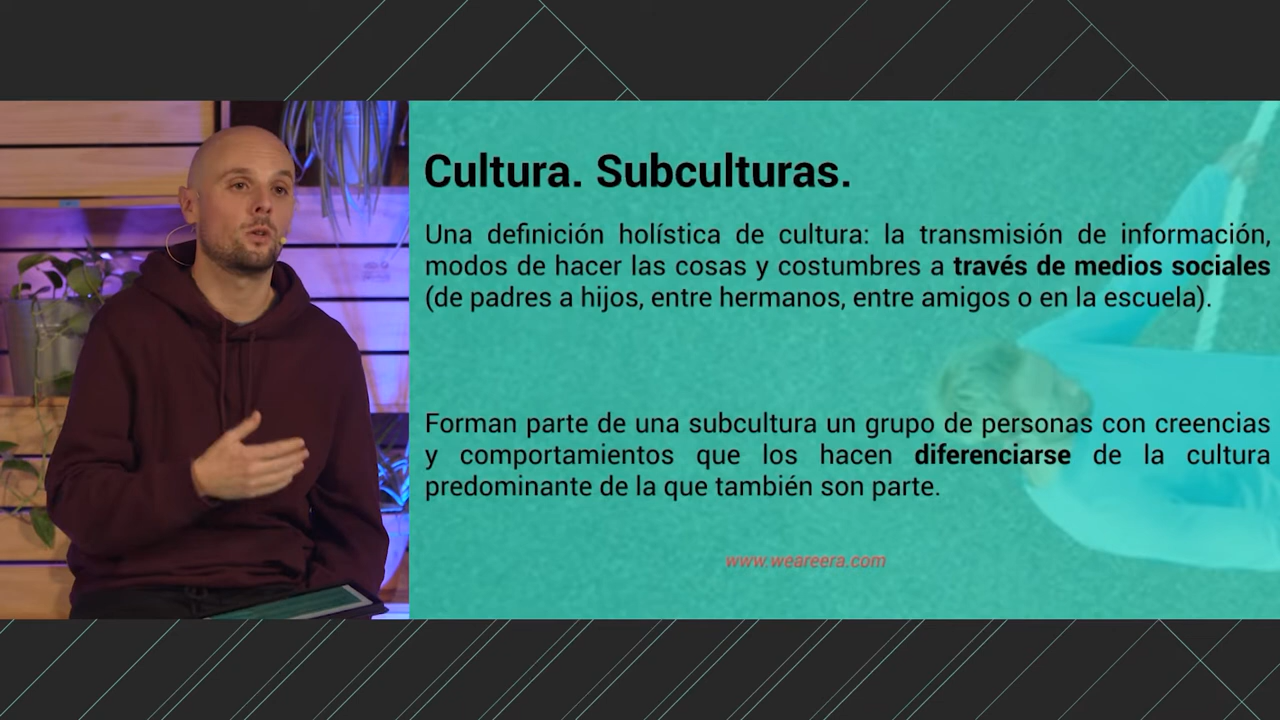 Cultura. Subculturas.
Una definición holística de cultura: la transmisión de información,
modos de hacer las cosas y costumbres a través de medios sociales
(de padres a hijos, entre hermanos, entre amigos o en la escuela).
Forman parte de una subcultura un grupo de personas con creencias
y comportamientos que los hacen diferenciarse de la cultura
predominante de la que también son parte.
www.weareera.com